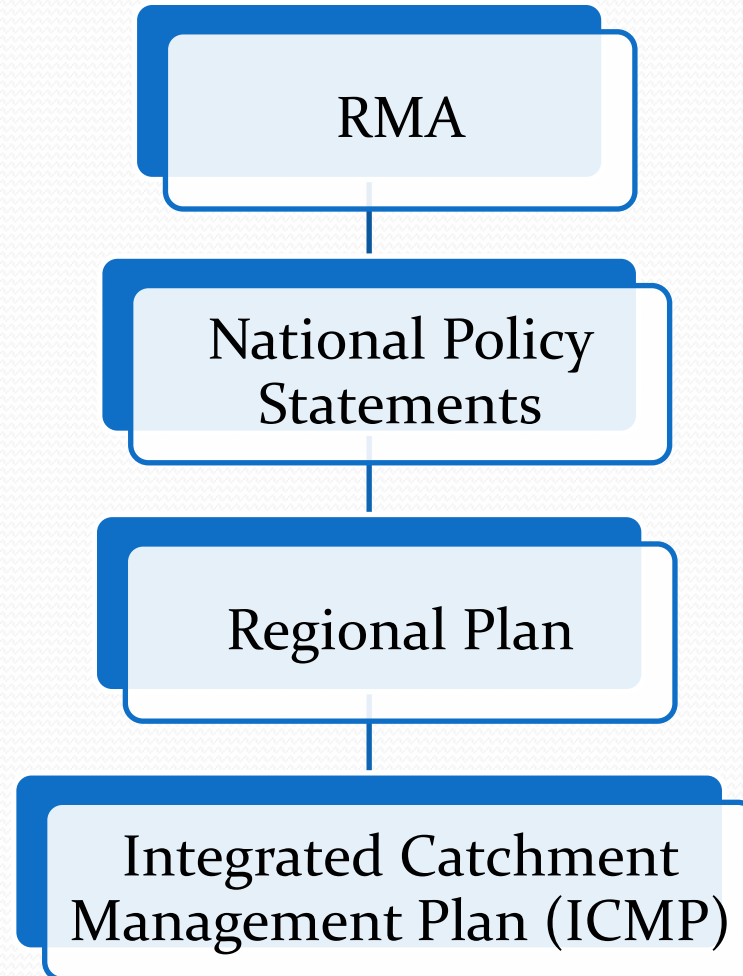 RMA
National Policy
Statements
Regional Plan
Integrated Catchment
Management Plan (ICMP)